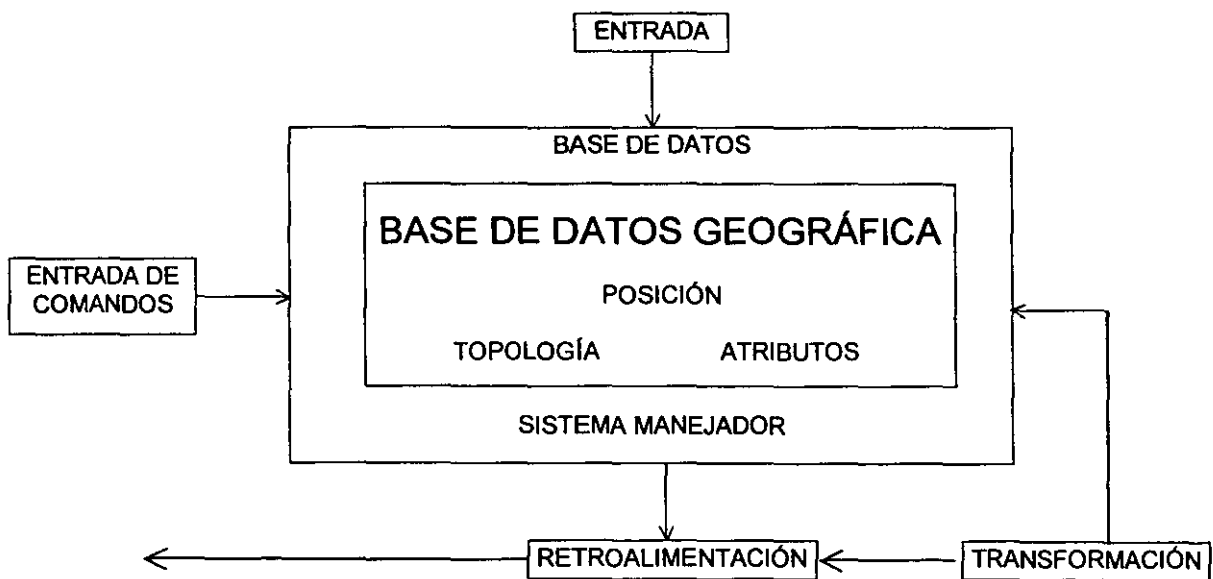 ENTRADA
BASE DE DATOS
BASE DE DATOS GEOGRÁFICA
ENTRADA DE
COMANDOS
POSICIÓN
TOPOLOGÍA ATRIBUTOS
SISTEMA MANEJADOR
RETROALIMENTACIÓN TRANSFORMACIÓN